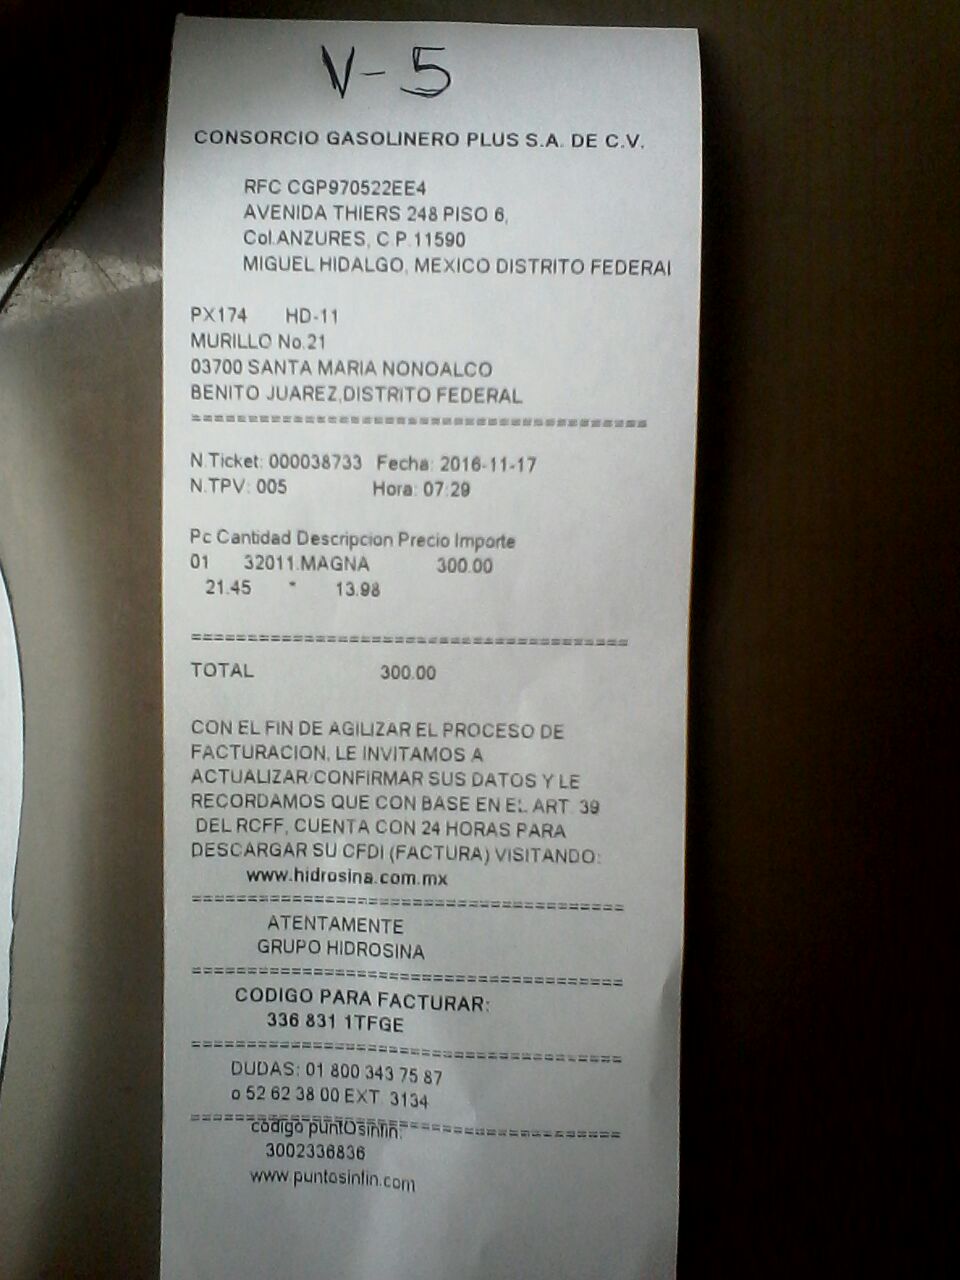 V-5
CONSORCIO GASOLINERO PLUS S.A. DE C.V.
RFC CGP970522EE4
AVENIDA THIERS 248 PISO 6,
Col.ANZURES, C.P.11590
MIGUEL HIDALGO, MEXICO DISTRITO FEDERAl
PX174 HD-11
MURILLO No.21
03700 SANTA MARIA NONOALCO
BENITO JUAREZ,DISTRITO FEDERAL
=======================================
N.Ticket: 000038733 Fecha: 2016-11-17
N.TPV: 005 Hora: 07:29
Pc Cantidad Descripcion Precio Importe
01 32011.MAGNA 300.00
21.45 * 13.98
=======================================
TOTAL 300.00
CON EL FIN DE AGILIZAR EL PROCESO DE
FACTURACION, LE INVITAMOS A
ACTUALIZAR/CONFIRMAR SUS DATOS Y LE
RECORDAMOS QUE CON BASE EN EL ART. 39
DEL RCFF, CUENTA CON 24 HORAS PARA
DESCARGAR SU CFDI (FACTURA) VISITANDO:
www.hidrosina.com.mx
=======================================
ATENTAMENTE
GRUPO HIDROSINA
=======================================
CODIGO PARA FACTURAR:
336 831 1TFGE
=======================================
DUDAS: 01 800 343 75 87
o 52 62 38 00 EXT. 3134
=======================================
codigo puntOsinfin:
3002336836
www.puntosinfin.com